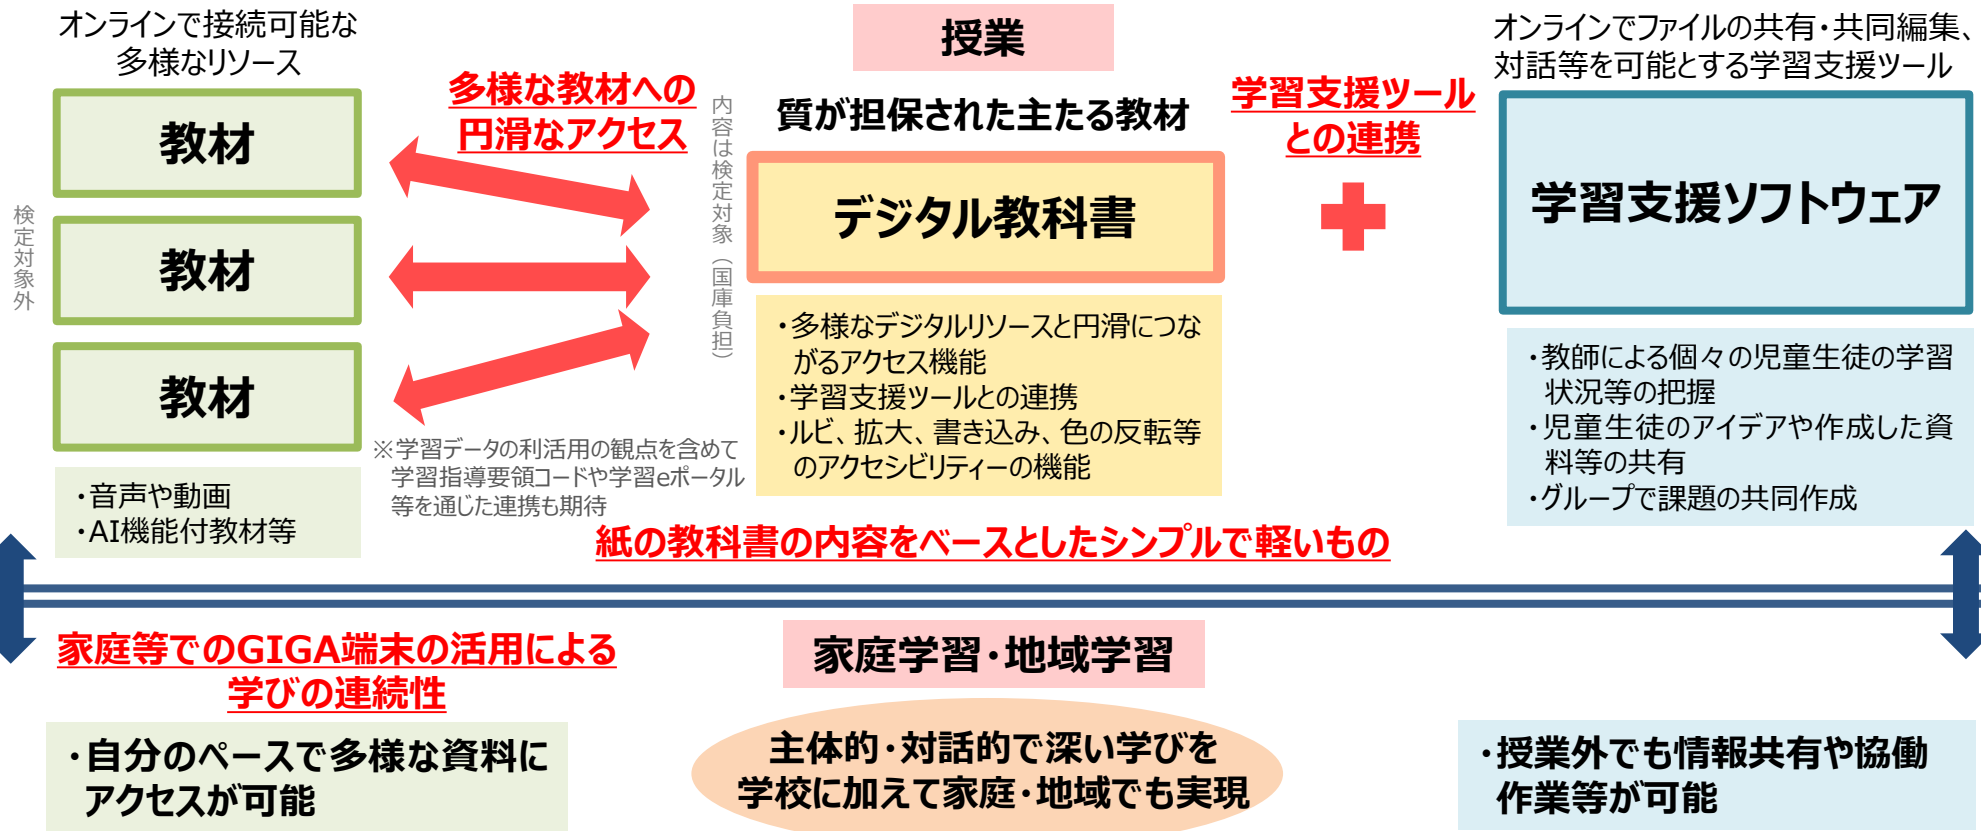 オンラインで接続可能な
多様なリソース
教材
教材
教材
検定対象外
・音声や動画
・AI機能付教材等
多様な教材への
円滑なアクセス
※学習データの利活用の観点を含めて
学習指導要領コードや学習eポータル
等を通じた連携も期待
授業
質が担保された主たる教材
内容は検定対象（国庫負担）
デジタル教科書
・多様なデジタルリソースと円滑につな
がるアクセス機能
・学習支援ツールとの連携
・ルビ、拡大、書き込み、色の反転等
のアクセシビリティーの機能
学習支援ツール
との連携
オンラインでファイルの共有・共同編集、
対話等を可能とする学習支援ツール
学習支援ソフトウェア
・教師による個々の児童生徒の学習
状況等の把握
・児童生徒のアイデアや作成した資
料等の共有
・グループで課題の共同作成
紙の教科書の内容をベースとしたシンプルで軽いもの
家庭等でのGIGA端末の活用による
学びの連続性
・自分のペースで多様な資料に
アクセスが可能
家庭学習・地域学習
主体的・対話的で深い学びを
学校に加えて家庭・地域でも実現
・授業外でも情報共有や協働
作業等が可能